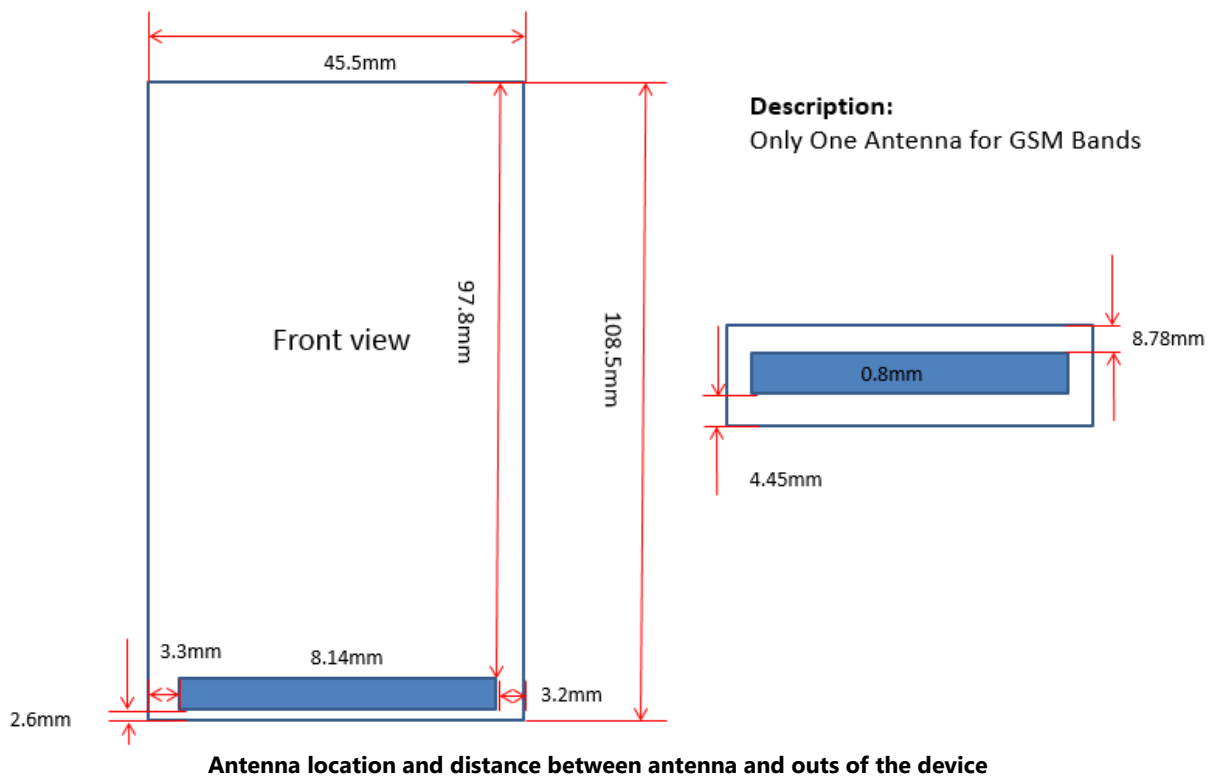 45.5mm
Description:
Only One Antenna for GSM Bands
97.8mm
108.5mm
Front view
8.78mm
0.8mm
4.45mm
3.3mm
8.14mm
3.2mm
2.6mm
Antenna location and distance between antenna and outs of the device